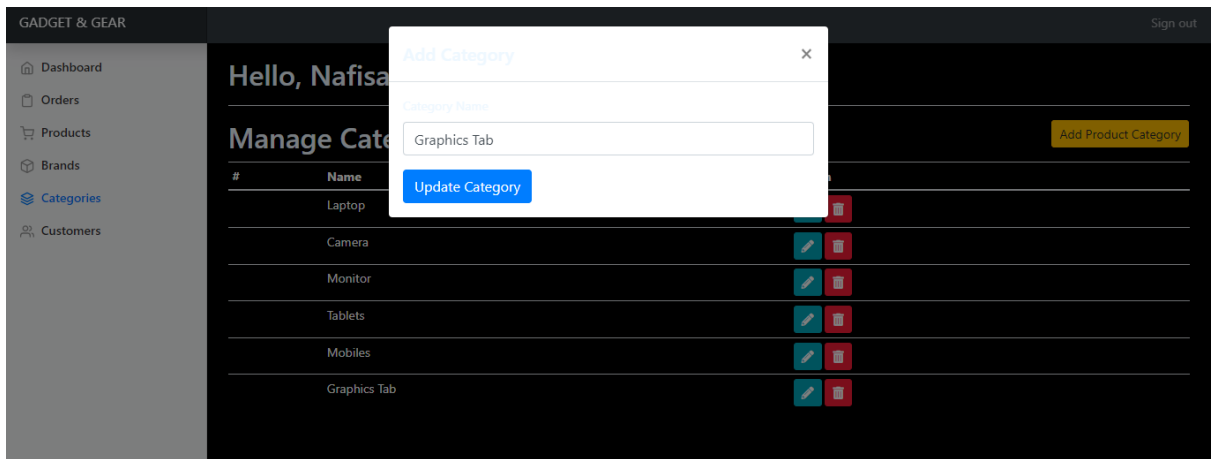 GADGET & GEAR
Sign out
Dashboard
Orders
Products
Brands
Categories
Customers
Hello, Nafisa
Manage
Add Product Category
# Name
Laptop
Camera
Monitor
Tablets
Mobiles
Graphics Tab
Add Category ×
Category Name
Graphics Tab
Update Category